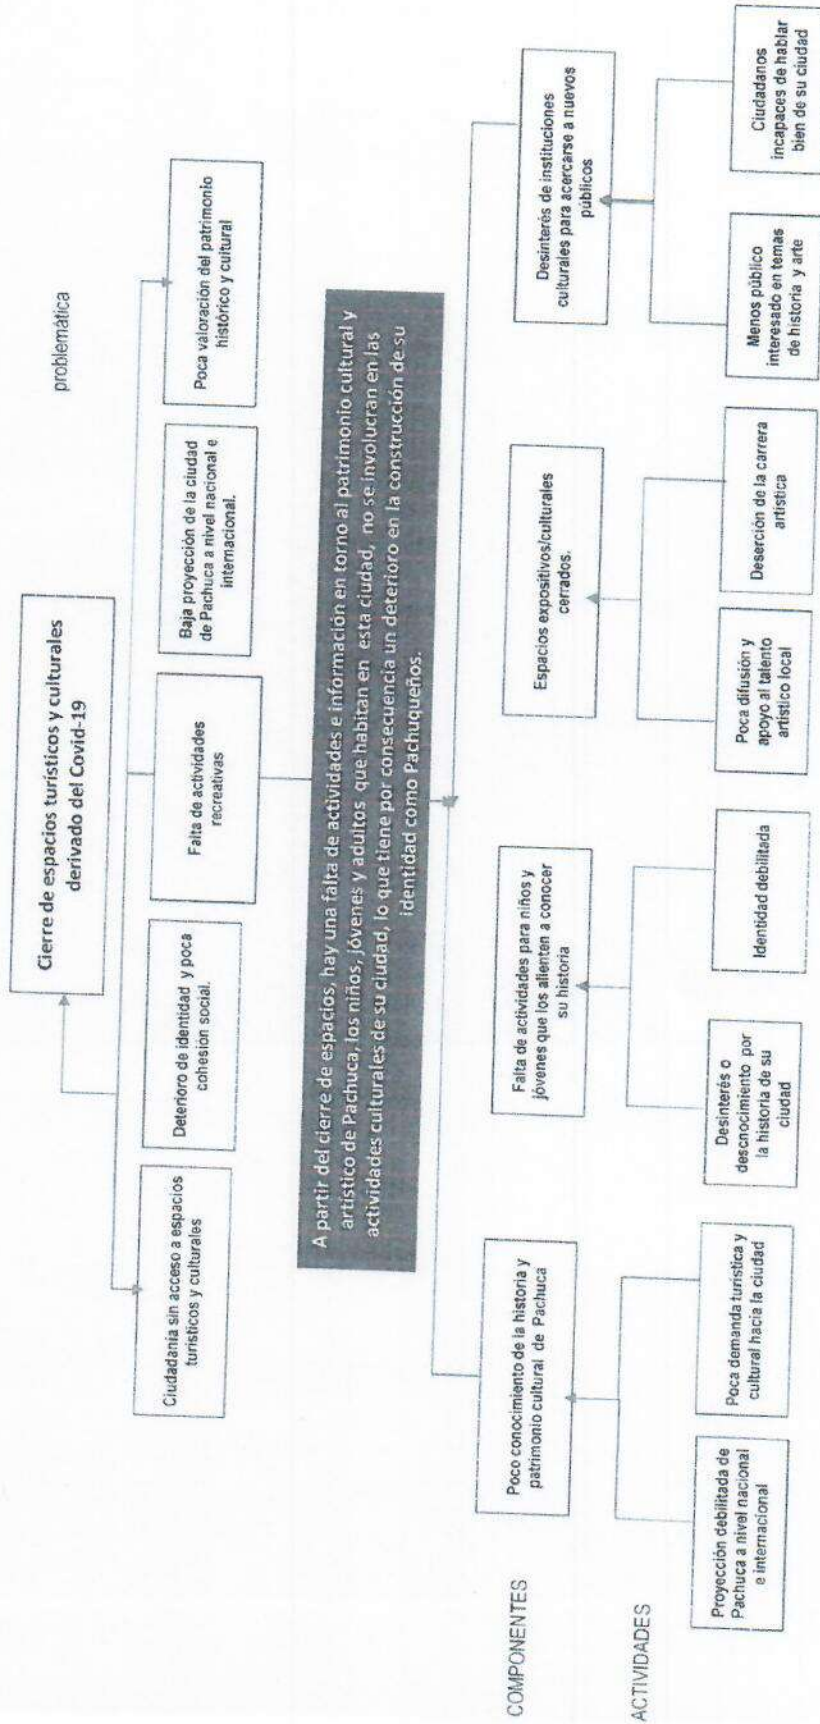 problemática
Cierre de espacios turísticos y culturales
derivado del Covid-19
Ciudadanía sin acceso a espacios
turísticos y culturales
Deterioro de identidad y poca
cohesión social.
Falta de actividades
recreativas
Baja proyección de la ciudad
de Pachuca a nivel nacional e
internacional.
Poca valoración del patrimonio
histórico y cultural
A partir del cierre de espacios, hay una falta de actividades e información en torno al patrimonio cultural y
artístico de Pachuca, los niños, jóvenes y adultos que habitan en esta ciudad, no se involucran en las
actividades culturales de su ciudad, lo que tiene por consecuencia un deterioro en la construcción de su
identidad como Pachuqueños.
COMPONENTES
Poco conocimiento de la historia y
patrimonio cultural de Pachuca
Falta de actividades para niños y
jóvenes que los alienten a conocer
su historia
Espacios expositivos/culturales
cerrados.
Desinterés de instituciones
culturales para acercarse a nuevos
públicos
ACTIVIDADES
Proyección debilitada de
Pachuca a nivel nacional
e internacional
Poca demanda turística y
cultural hacia la ciudad
Desinterés o
descnocimiento por
la historia de su
ciudad
Identidad debilitada
Poca difusión y
apoyo al talento
artístico local
Deserción de la carrera
artística
Menos público
interesado en temas
de historia y arte
Ciudadanos
incapaces de hablar
bien de su ciudad